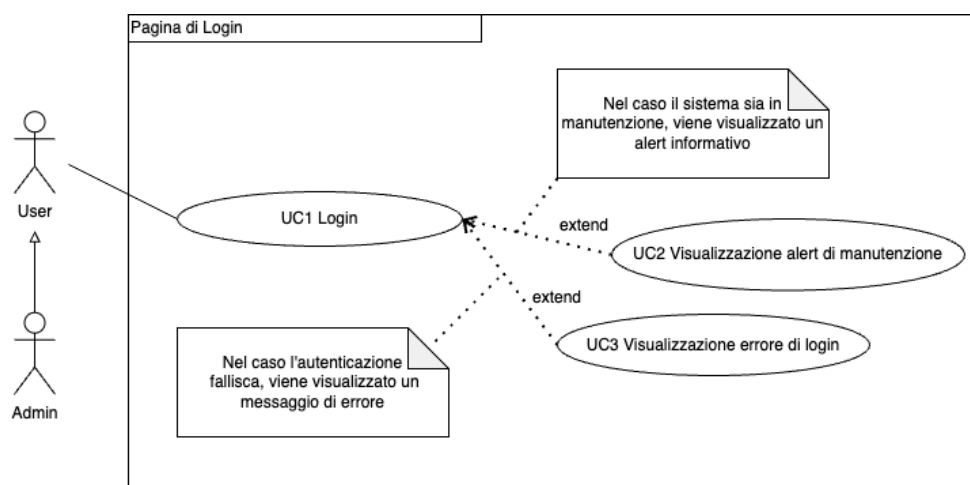 Pagina di Login
Nel caso il sistema sia in
manutenzione, viene visualizzato un
alert informativo
User
UC1 Login
extend
UC2 Visualizzazione alert di manutenzione
extend
UC3 Visualizzazione errore di login
Nel caso l'autenticazione
fallisca, viene visualizzato un
messaggio di errore
Admin